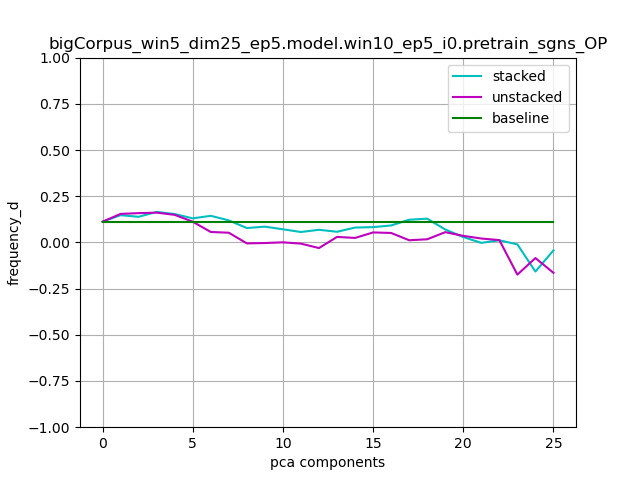 bigCorpus_win5_dim25_ep5.model.win10_ep5_i0.pretrain_sgns_OP
1.00
0.75
0.50
0.25
0.00
−0.25
−0.50
−0.75
−1.00
frequency_d
stacked
unstacked
baseline
0 5 10 15 20 25
pca components